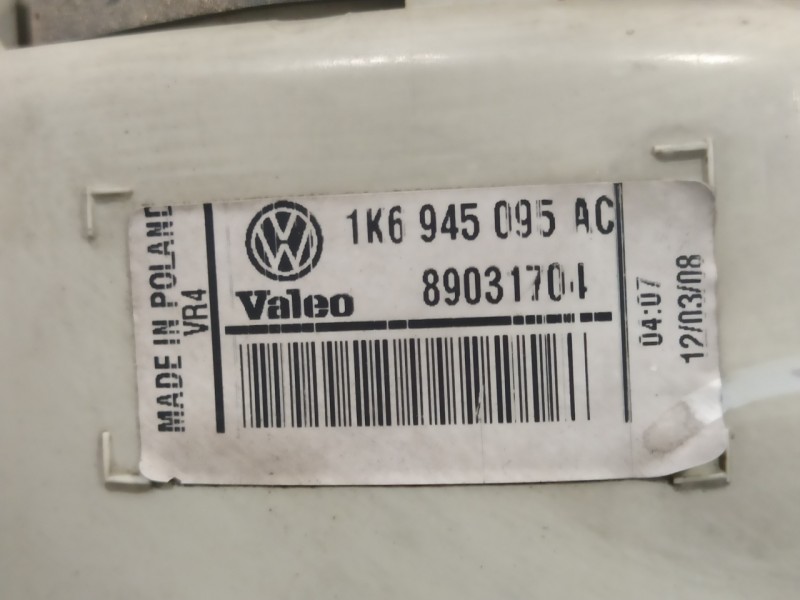 MADE IN POLAND
VR4
1K6 945 095 AC
Valeo
89031704
04:07
12/03/08